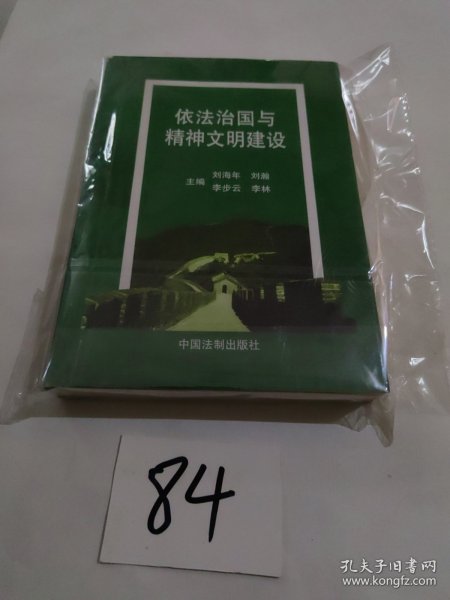 依法治国与
精神文明建设
主编
刘海年 刘瀚
李步云 李林
中国法制出版社
84
孔夫子旧书网
www.kongfz.com